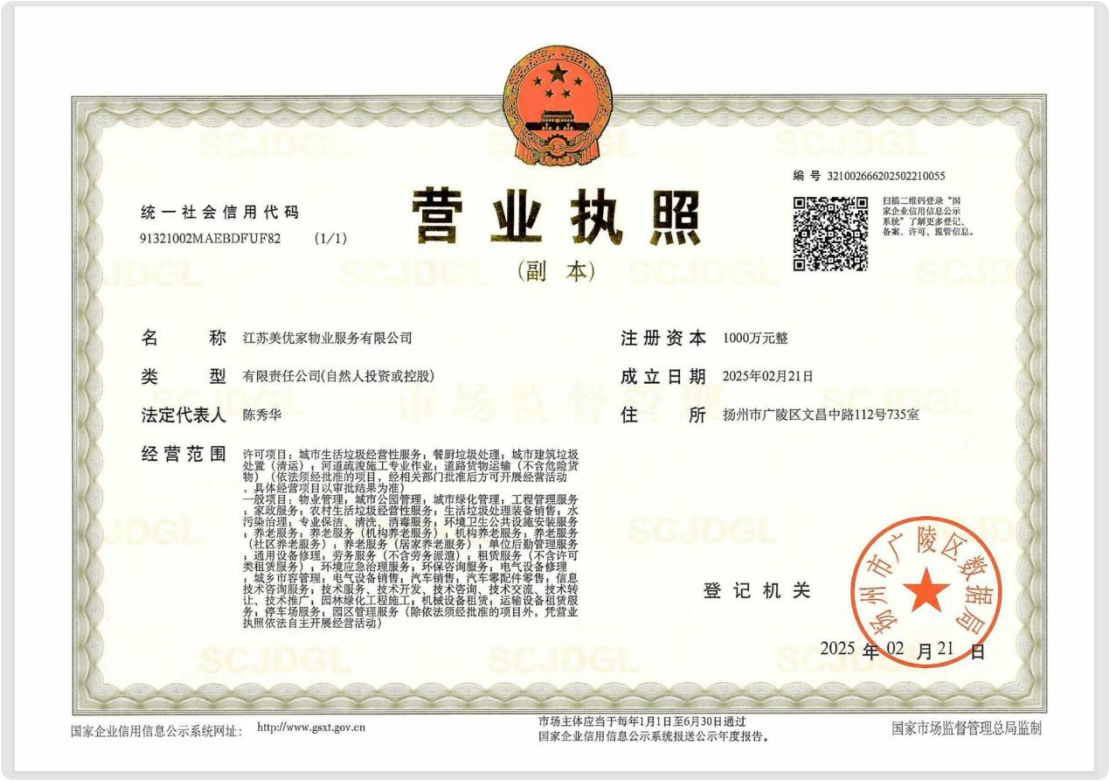 编 号 321002666202502210055
统一社会信用代码
91321002MAEBDFUF82 (1/1)
营业执照
(副 本)
扫描二维码登录“国
家企业信用信息公示
系统”了解更多登记、
备案、许可、监管信息。
名 称 江苏美优家物业服务有限公司
类 型 有限责任公司(自然人投资或控股)
法定代表人 陈秀华
经营范围 许可项目：城市生活垃圾经营性服务；餐厨垃圾处理；城市建筑垃圾
处置（清运）；河道疏浚施工专业作业；道路货物运输（不含危险货
物）（依法须经批准的项目，经相关部门批准后方可开展经营活动
，具体经营项目以审批结果为准）
一般项目：物业管理；城市公园管理；城市绿化管理；工程管理服务
；家政服务；农村生活垃圾经营性服务；生活垃圾处理装备销售；水
污染治理；专业保洁、清洗、消毒服务；环境卫生公共设施安装服务
；养老服务；养老服务（机构养老服务）；机构养老服务；养老服务
（社区养老服务）；养老服务（居家养老服务）；单位后勤管理服务
；通用设备修理；劳务服务（不含劳务派遣）；租赁服务（不含许可
类租赁服务）；环境应急治理服务；环保咨询服务；电气设备修理
；城乡市容管理；电气设备销售；汽车销售；汽车零配件零售；信息
技术咨询服务；技术服务、技术开发、技术咨询、技术交流、技术转
让、技术推广；园林绿化工程施工；机械设备租赁；运输设备租赁服
务；停车场服务；园区管理服务（除依法须经批准的项目外，凭营业
执照依法自主开展经营活动）
注册资本 1000万元整
成立日期 2025年02月21日
住 所 扬州市广陵区文昌中路112号735室
登记机关
扬州市广陵区数据局
2025 年 02 月 21 日
国家企业信用信息公示系统网址： http://www.gsxt.gov.cn
市场主体应当于每年1月1日至6月30日通过
国家企业信用信息公示系统报送公示年度报告。
国家市场监督管理总局监制
SCJDGL
市场监督管理